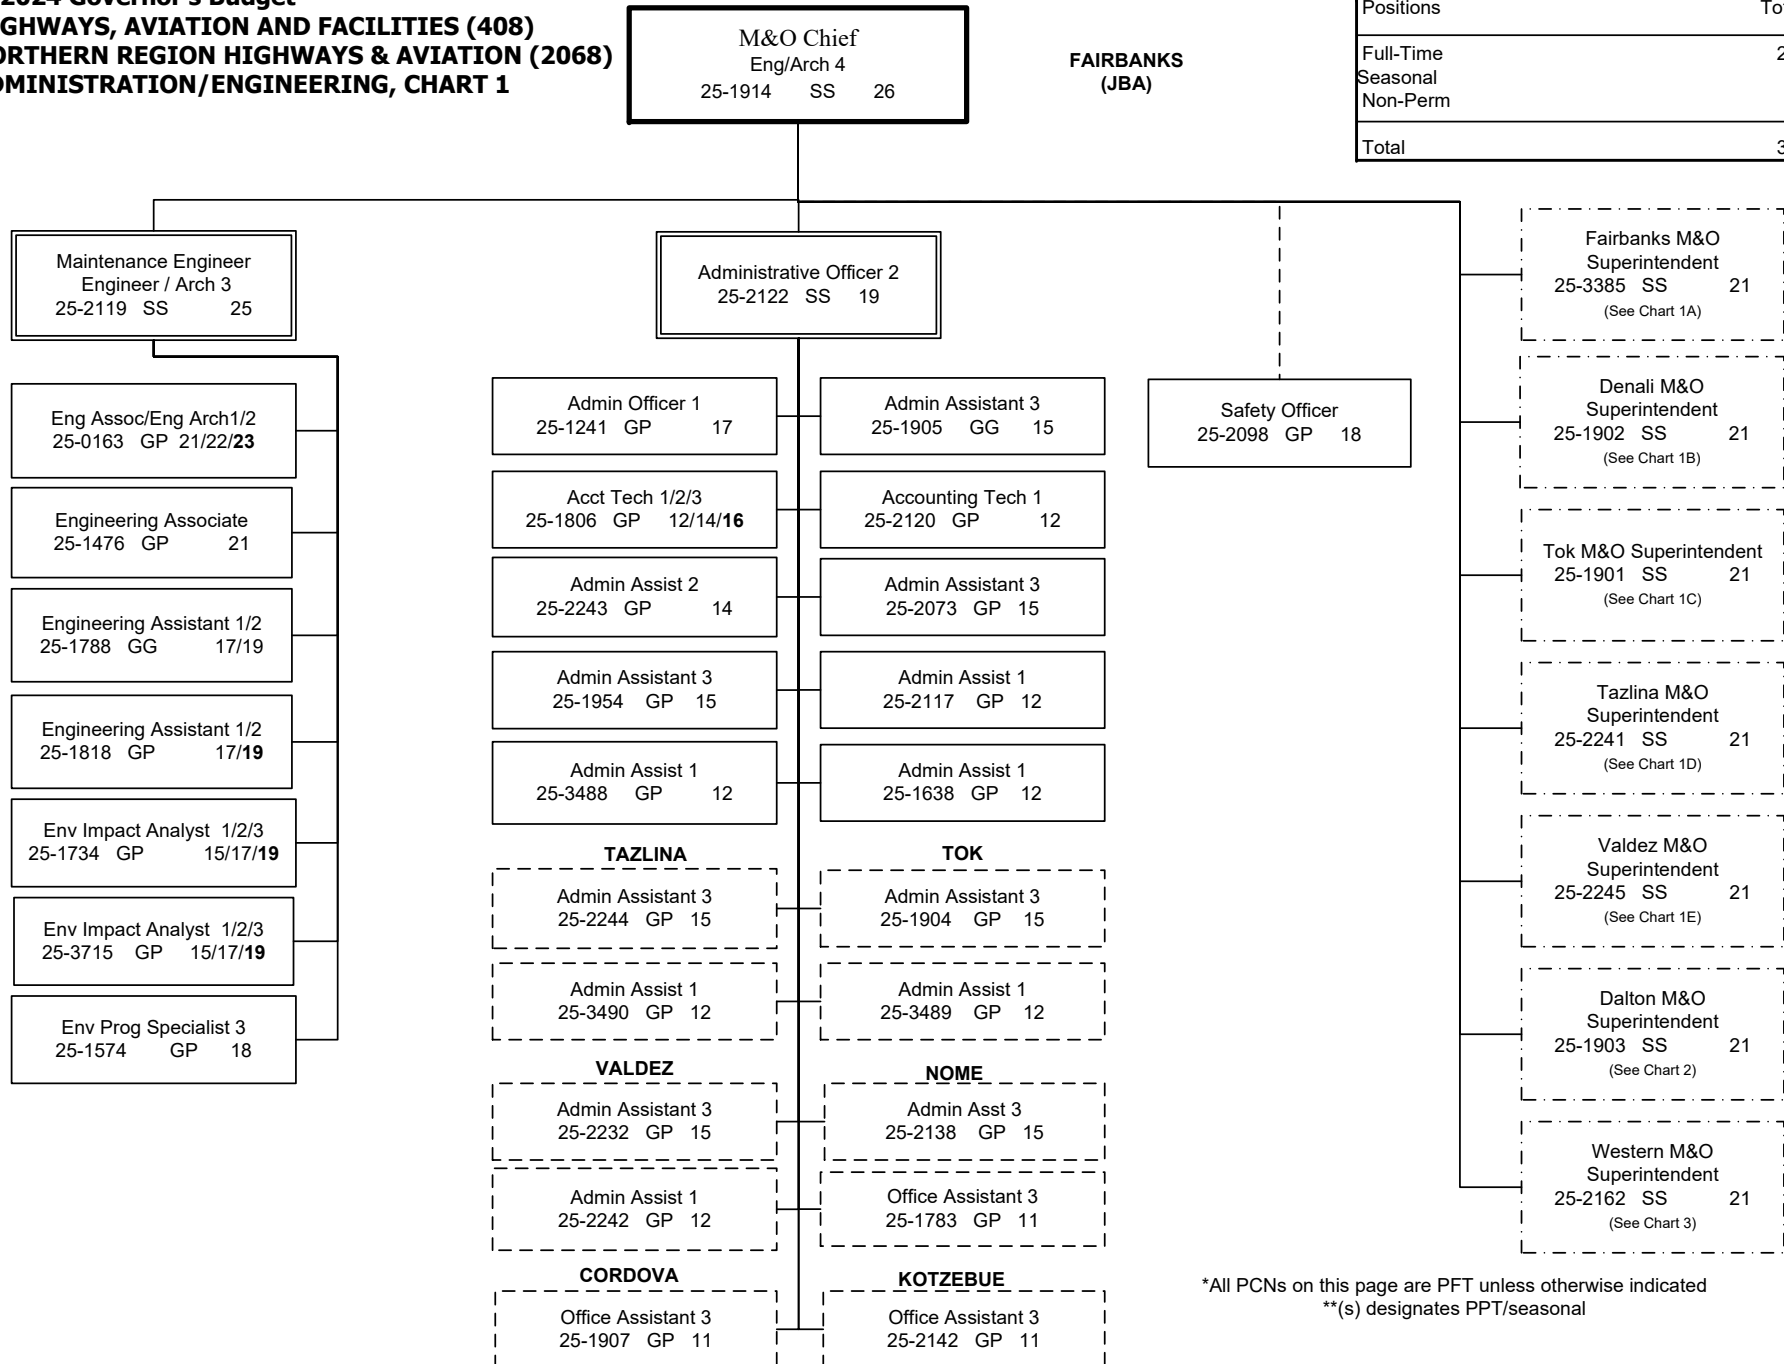 2024 Governor's Budget
GHWAYS, AVIATION AND FACILITIES (408)
ORTHERN REGION HIGHWAYS & AVIATION (2068)
DMINISTRATION/ENGINEERING, CHART 1
M&O Chief
Eng/Arch 4
25-1914 SS 26
FAIRBANKS
(JBA)
Positions To
Full-Time 2
Seasonal
Non-Perm
Total 3
Maintenance Engineer
Engineer / Arch 3
25-2119 SS 25
Eng Assoc/Eng Arch1/2
25-0163 GP 21/22/23
Engineering Associate
25-1476 GP 21
Engineering Assistant 1/2
25-1788 GG 17/19
Engineering Assistant 1/2
25-1818 GP 17/19
Env Impact Analyst 1/2/3
25-1734 GP 15/17/19
Env Impact Analyst 1/2/3
25-3715 GP 15/17/19
Env Prog Specialist 3
25-1574 GP 18
Administrative Officer 2
25-2122 SS 19
Admin Officer 1
25-1241 GP 17
Admin Assistant 3
25-1905 GG 15
Acct Tech 1/2/3
25-1806 GP 12/14/16
Accounting Tech 1
25-2120 GP 12
Admin Assist 2
25-2243 GP 14
Admin Assistant 3
25-2073 GP 15
Admin Assistant 3
25-1954 GP 15
Admin Assist 1
25-2117 GP 12
Admin Assist 1
25-3488 GP 12
Admin Assist 1
25-1638 GP 12
TAZLINA
Admin Assistant 3
25-2244 GP 15
Admin Assist 1
25-3490 GP 12
TOK
Admin Assistant 3
25-1904 GP 15
Admin Assist 1
25-3489 GP 12
VALDEZ
Admin Assistant 3
25-2232 GP 15
Admin Assist 1
25-2242 GP 12
NOME
Admin Asst 3
25-2138 GP 15
Office Assistant 3
25-1783 GP 11
CORDOVA
Office Assistant 3
25-1907 GP 11
KOTZEBUE
Office Assistant 3
25-2142 GP 11
Safety Officer
25-2098 GP 18
Fairbanks M&O
Superintendent
25-3385 SS 21
(See Chart 1A)
Denali M&O
Superintendent
25-1902 SS 21
(See Chart 1B)
Tok M&O Superintendent
25-1901 SS 21
(See Chart 1C)
Tazlina M&O
Superintendent
25-2241 SS 21
(See Chart 1D)
Valdez M&O
Superintendent
25-2245 SS 21
(See Chart 1E)
Dalton M&O
Superintendent
25-1903 SS 21
(See Chart 2)
Western M&O
Superintendent
25-2162 SS 21
(See Chart 3)
*All PCNs on this page are PFT unless otherwise indicated
**(s) designates PPT/seasonal